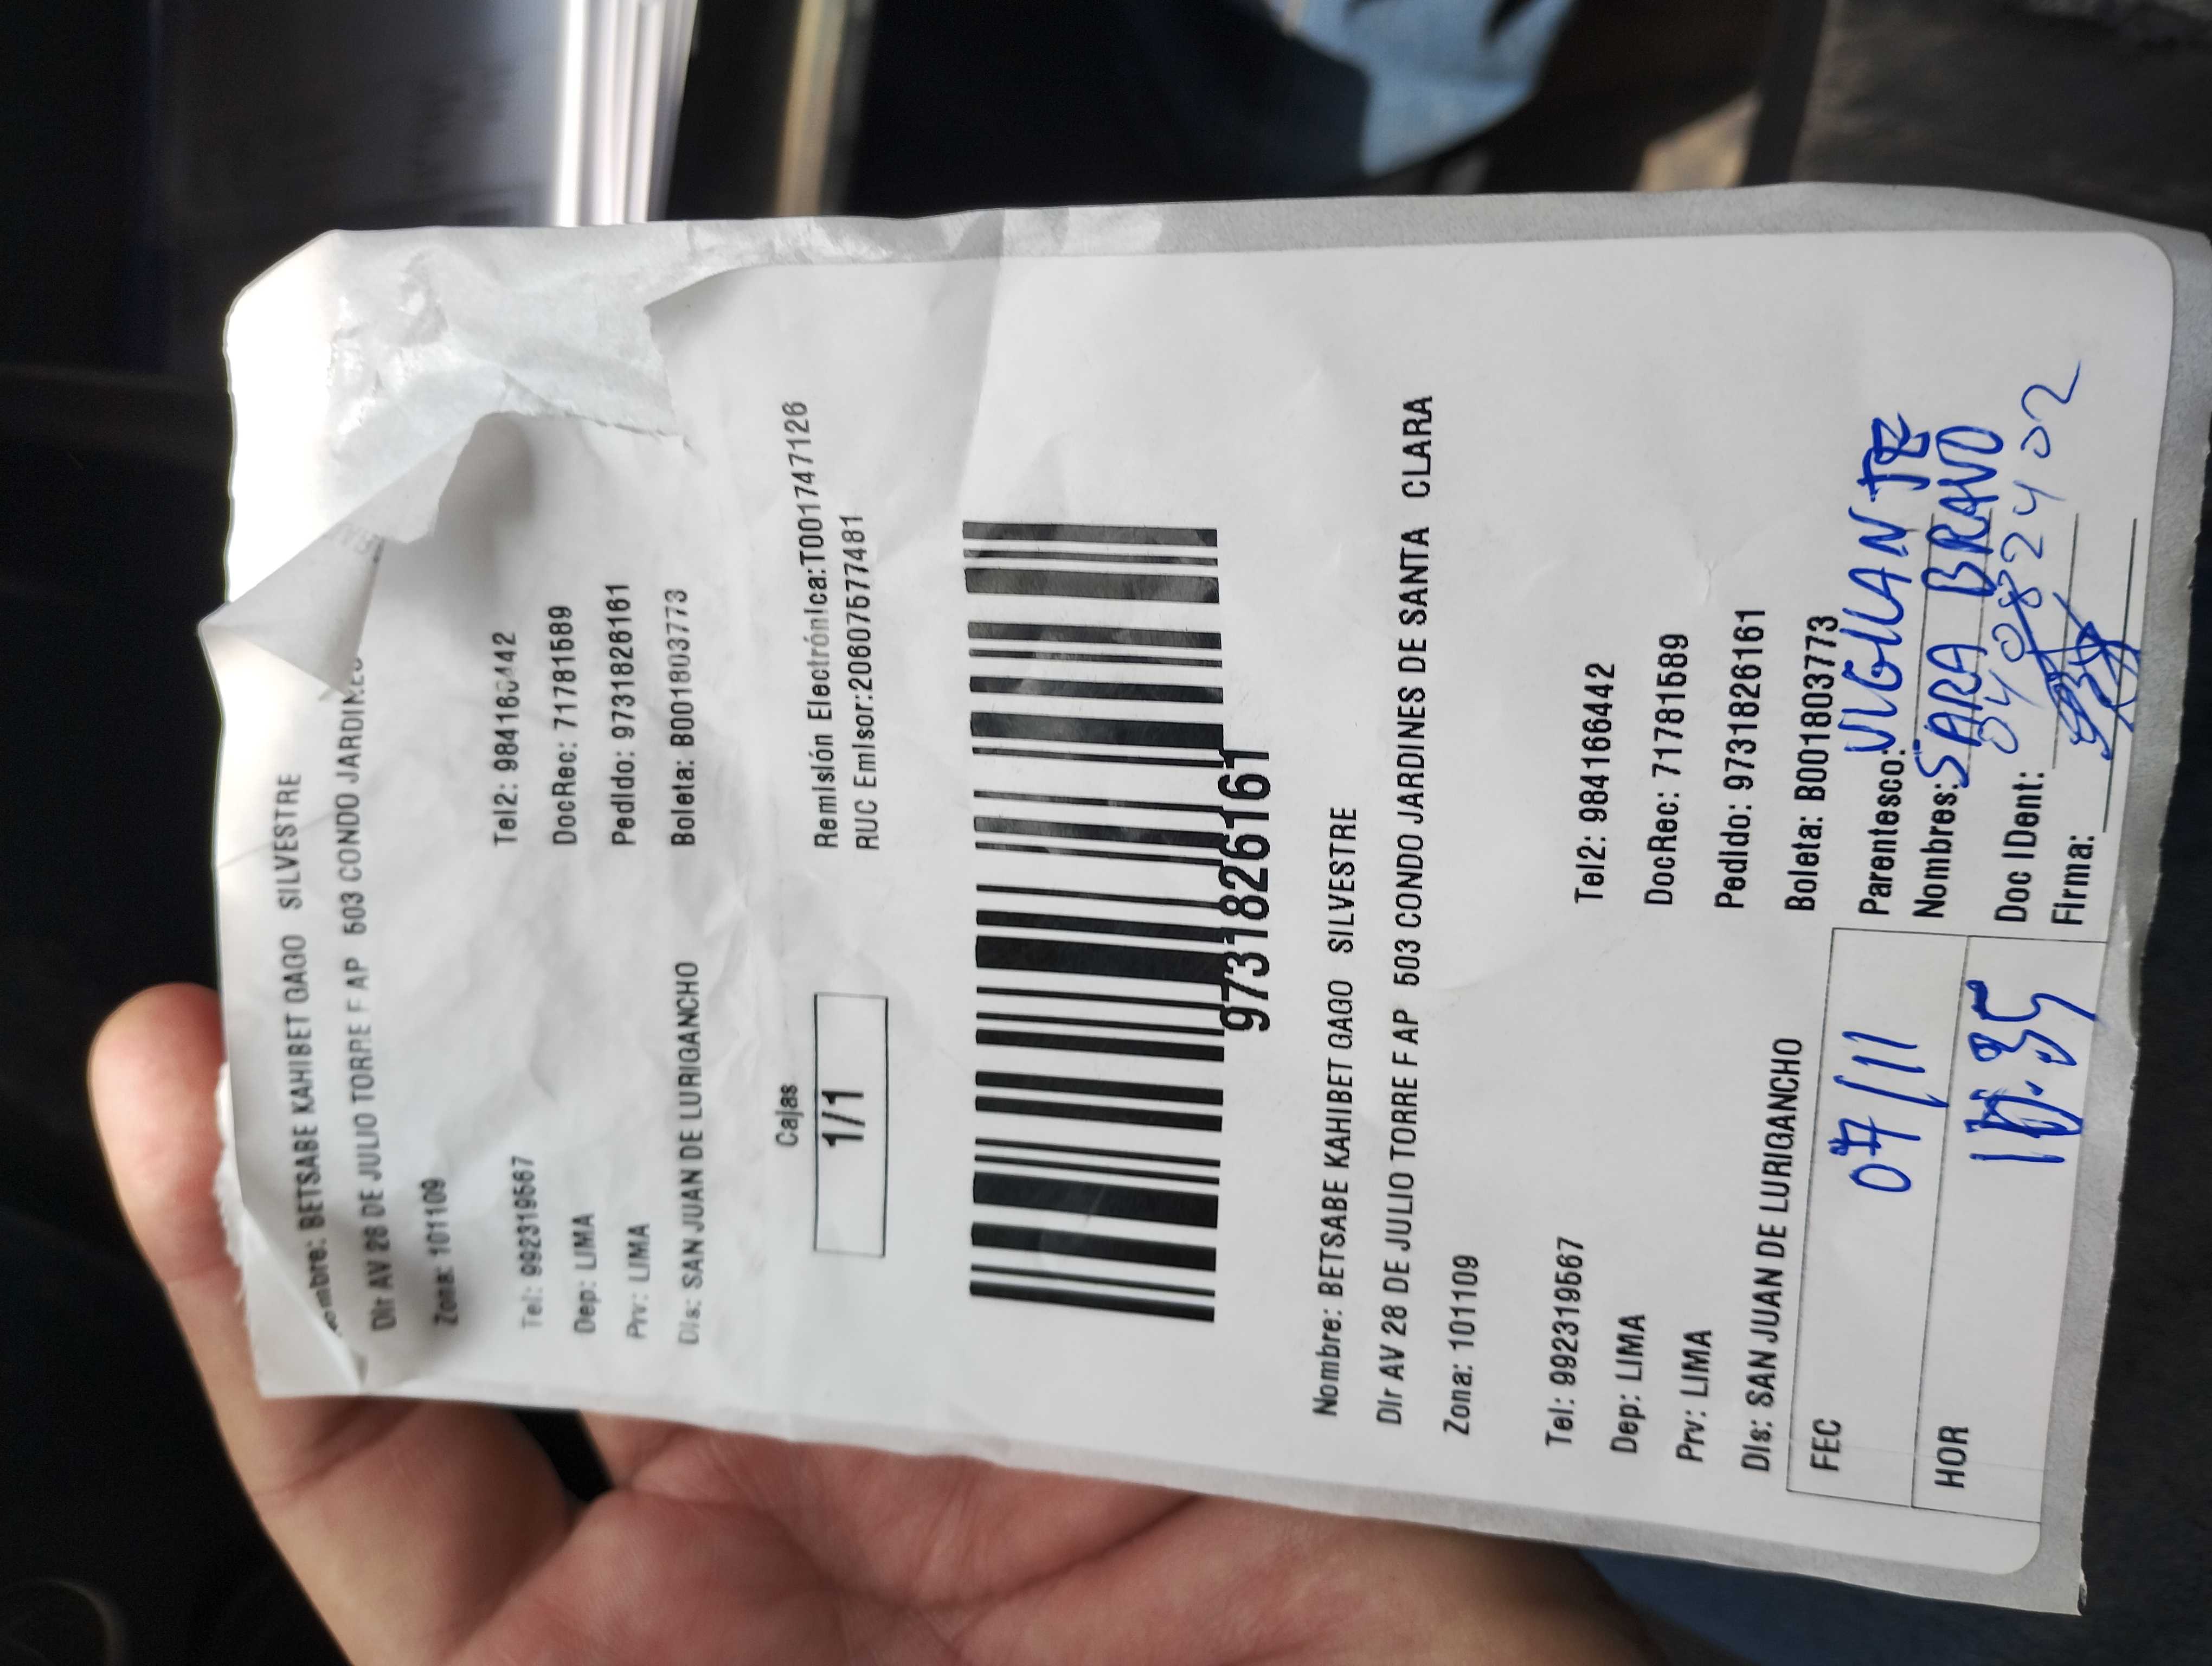 Nombre: BETSABE KAHIBET GAGO SILVESTRE
Dir AV 28 DE JULIO TORRE F AP 503 CONDO JARDINES
Zona: 101109
Tel: 992319567 Tel2: 984166442
Dep: LIMA DocRec: 71781589
Prv: LIMA Pedido: 9731826161
Dis: SAN JUAN DE LURIGANCHO Boleta: B001803773
Cajas
1/1
Remisión Electrónica:T001747126
RUC Emisor:20607577481
9731826161
Nombre: BETSABE KAHIBET GAGO SILVESTRE
Dir AV 28 DE JULIO TORRE F AP 503 CONDO JARDINES DE SANTA CLARA
Zona: 101109
Tel: 992319567 Tel2: 984166442
Dep: LIMA DocRec: 71781589
Prv: LIMA Pedido: 9731826161
Dis: SAN JUAN DE LURIGANCHO Boleta: B001803773
FEC 07/11 Parentesco: VIGILANTE
HOR Nombres: SARA BRAVO
Doc IDent: 04082402
Firma: